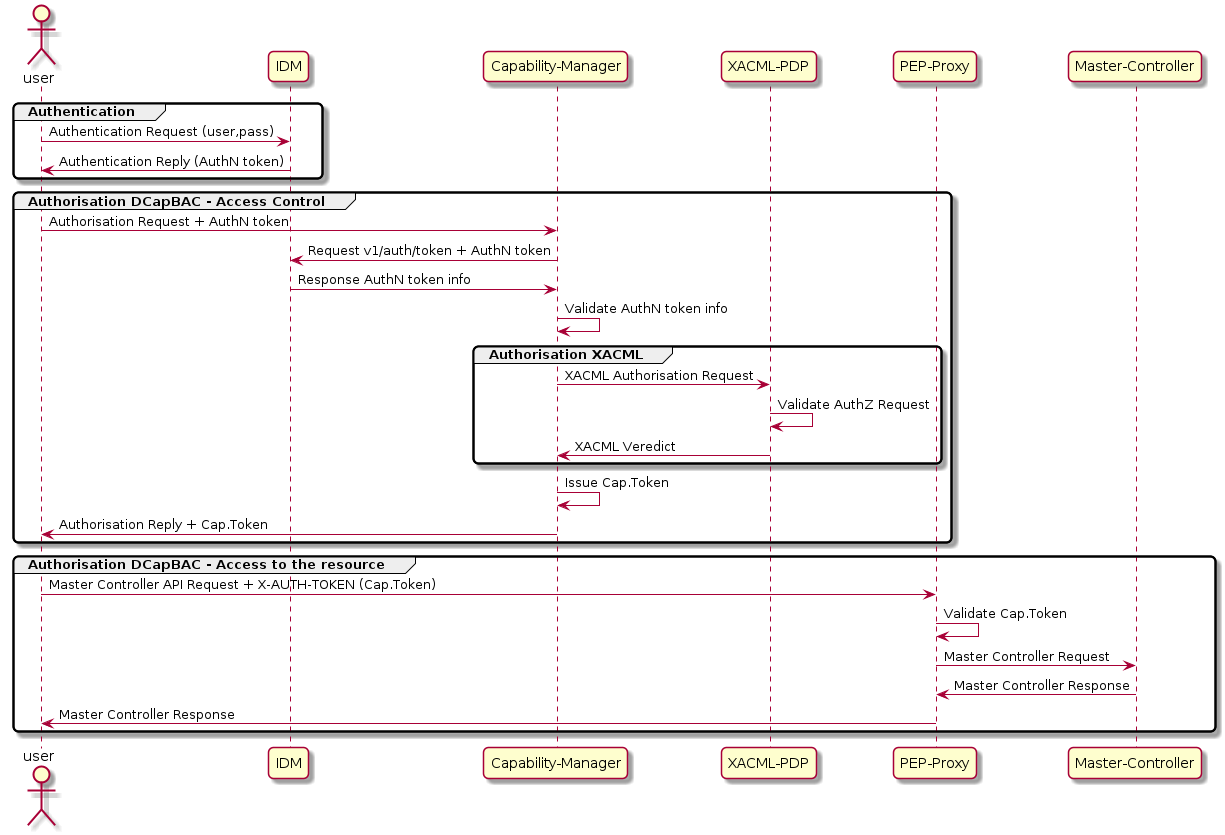 user
IDM
Capability-Manager
XACML-PDP
PEP-Proxy
Master-Controller
Authentication
Authentication Request (user,pass)
Authentication Reply (AuthN token)
Authorisation DCapBAC - Access Control
Authorisation Request + AuthN token
Request v1/auth/token + AuthN token
Response AuthN token info
Validate AuthN token info
Authorisation XACML
XACML Authorisation Request
Validate AuthZ Request
XACML Veredict
Issue Cap.Token
Authorisation Reply + Cap.Token
Authorisation DCapBAC - Access to the resource
Master Controller API Request + X-AUTH-TOKEN (Cap.Token)
Validate Cap.Token
Master Controller Request
Master Controller Response
Master Controller Response
user
IDM
Capability-Manager
XACML-PDP
PEP-Proxy
Master-Controller